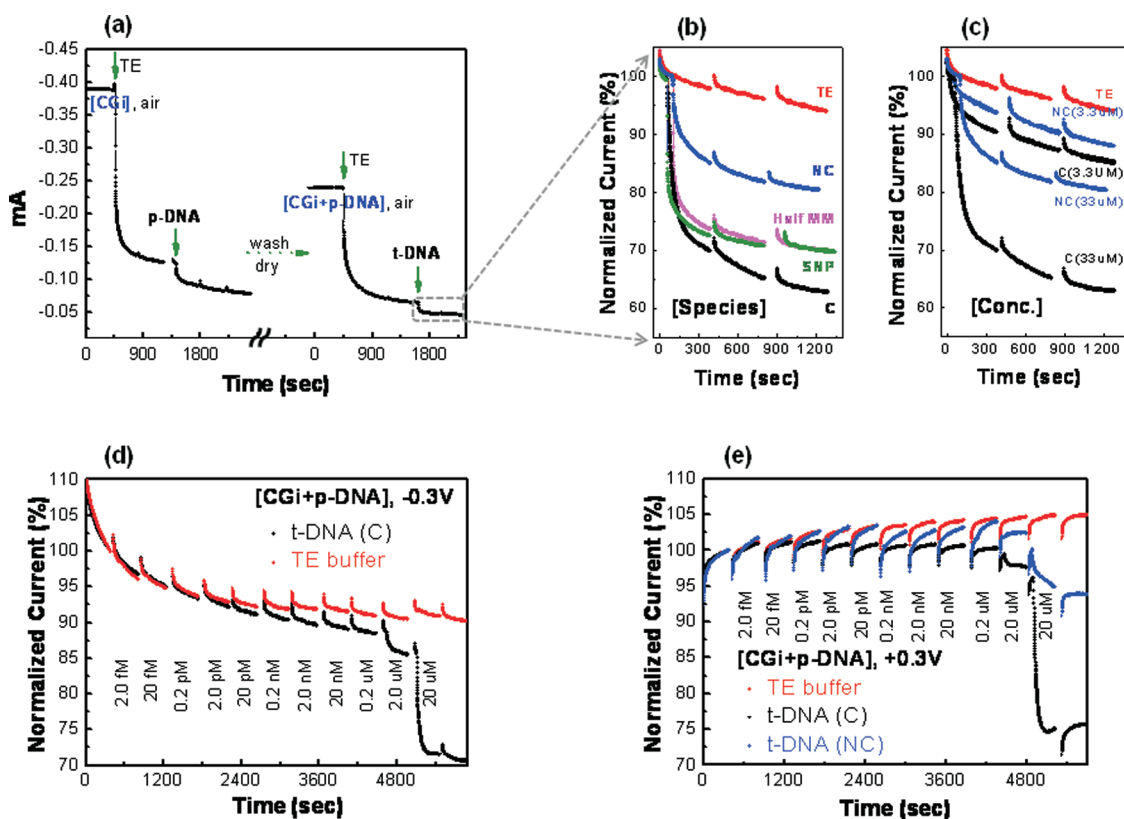 (a)
-0.45
-0.40
-0.35
-0.30
-0.25
-0.20
-0.15
-0.10
-0.05
mA
TE
[CGi], air
p-DNA
wash
dry
TE
[CGi+p-DNA], air
t-DNA
0 900 1800 0 900 1800
Time (sec)
(b)
Normalized Current (%)
100
90
80
70
60
TE
NC
Half MM
SNP
C
[Species]
0 300 600 900 1200
Time (sec)
(c)
Normalized Current (%)
100
90
80
70
60
TE
NC(3.3uM)
C(3.3UM)
NC(33uM)
C(33uM)
[Conc.]
0 300 600 900 1200
Time (sec)
(d)
Normalized Current (%)
110
105
100
95
90
85
80
75
70
[CGi+p-DNA], -0.3V
t-DNA (C)
TE buffer
2.0 fM
20 fM
0.2 pM
2.0 pM
20 pM
0.2 nM
2.0 nM
20 nM
0.2 uM
2.0 uM
20 uM
0 1200 2400 3600 4800
Time (sec)
(e)
Normalized Current (%)
110
105
100
95
90
85
80
75
70
2.0 fM
20 fM
0.2 pM
2.0 pM
20 pM
0.2 nM
2.0 nM
20 nM
0.2 uM
2.0 uM
20 uM
[CGi+p-DNA], +0.3V
TE buffer
t-DNA (C)
t-DNA (NC)
0 1200 2400 3600 4800
Time (sec)